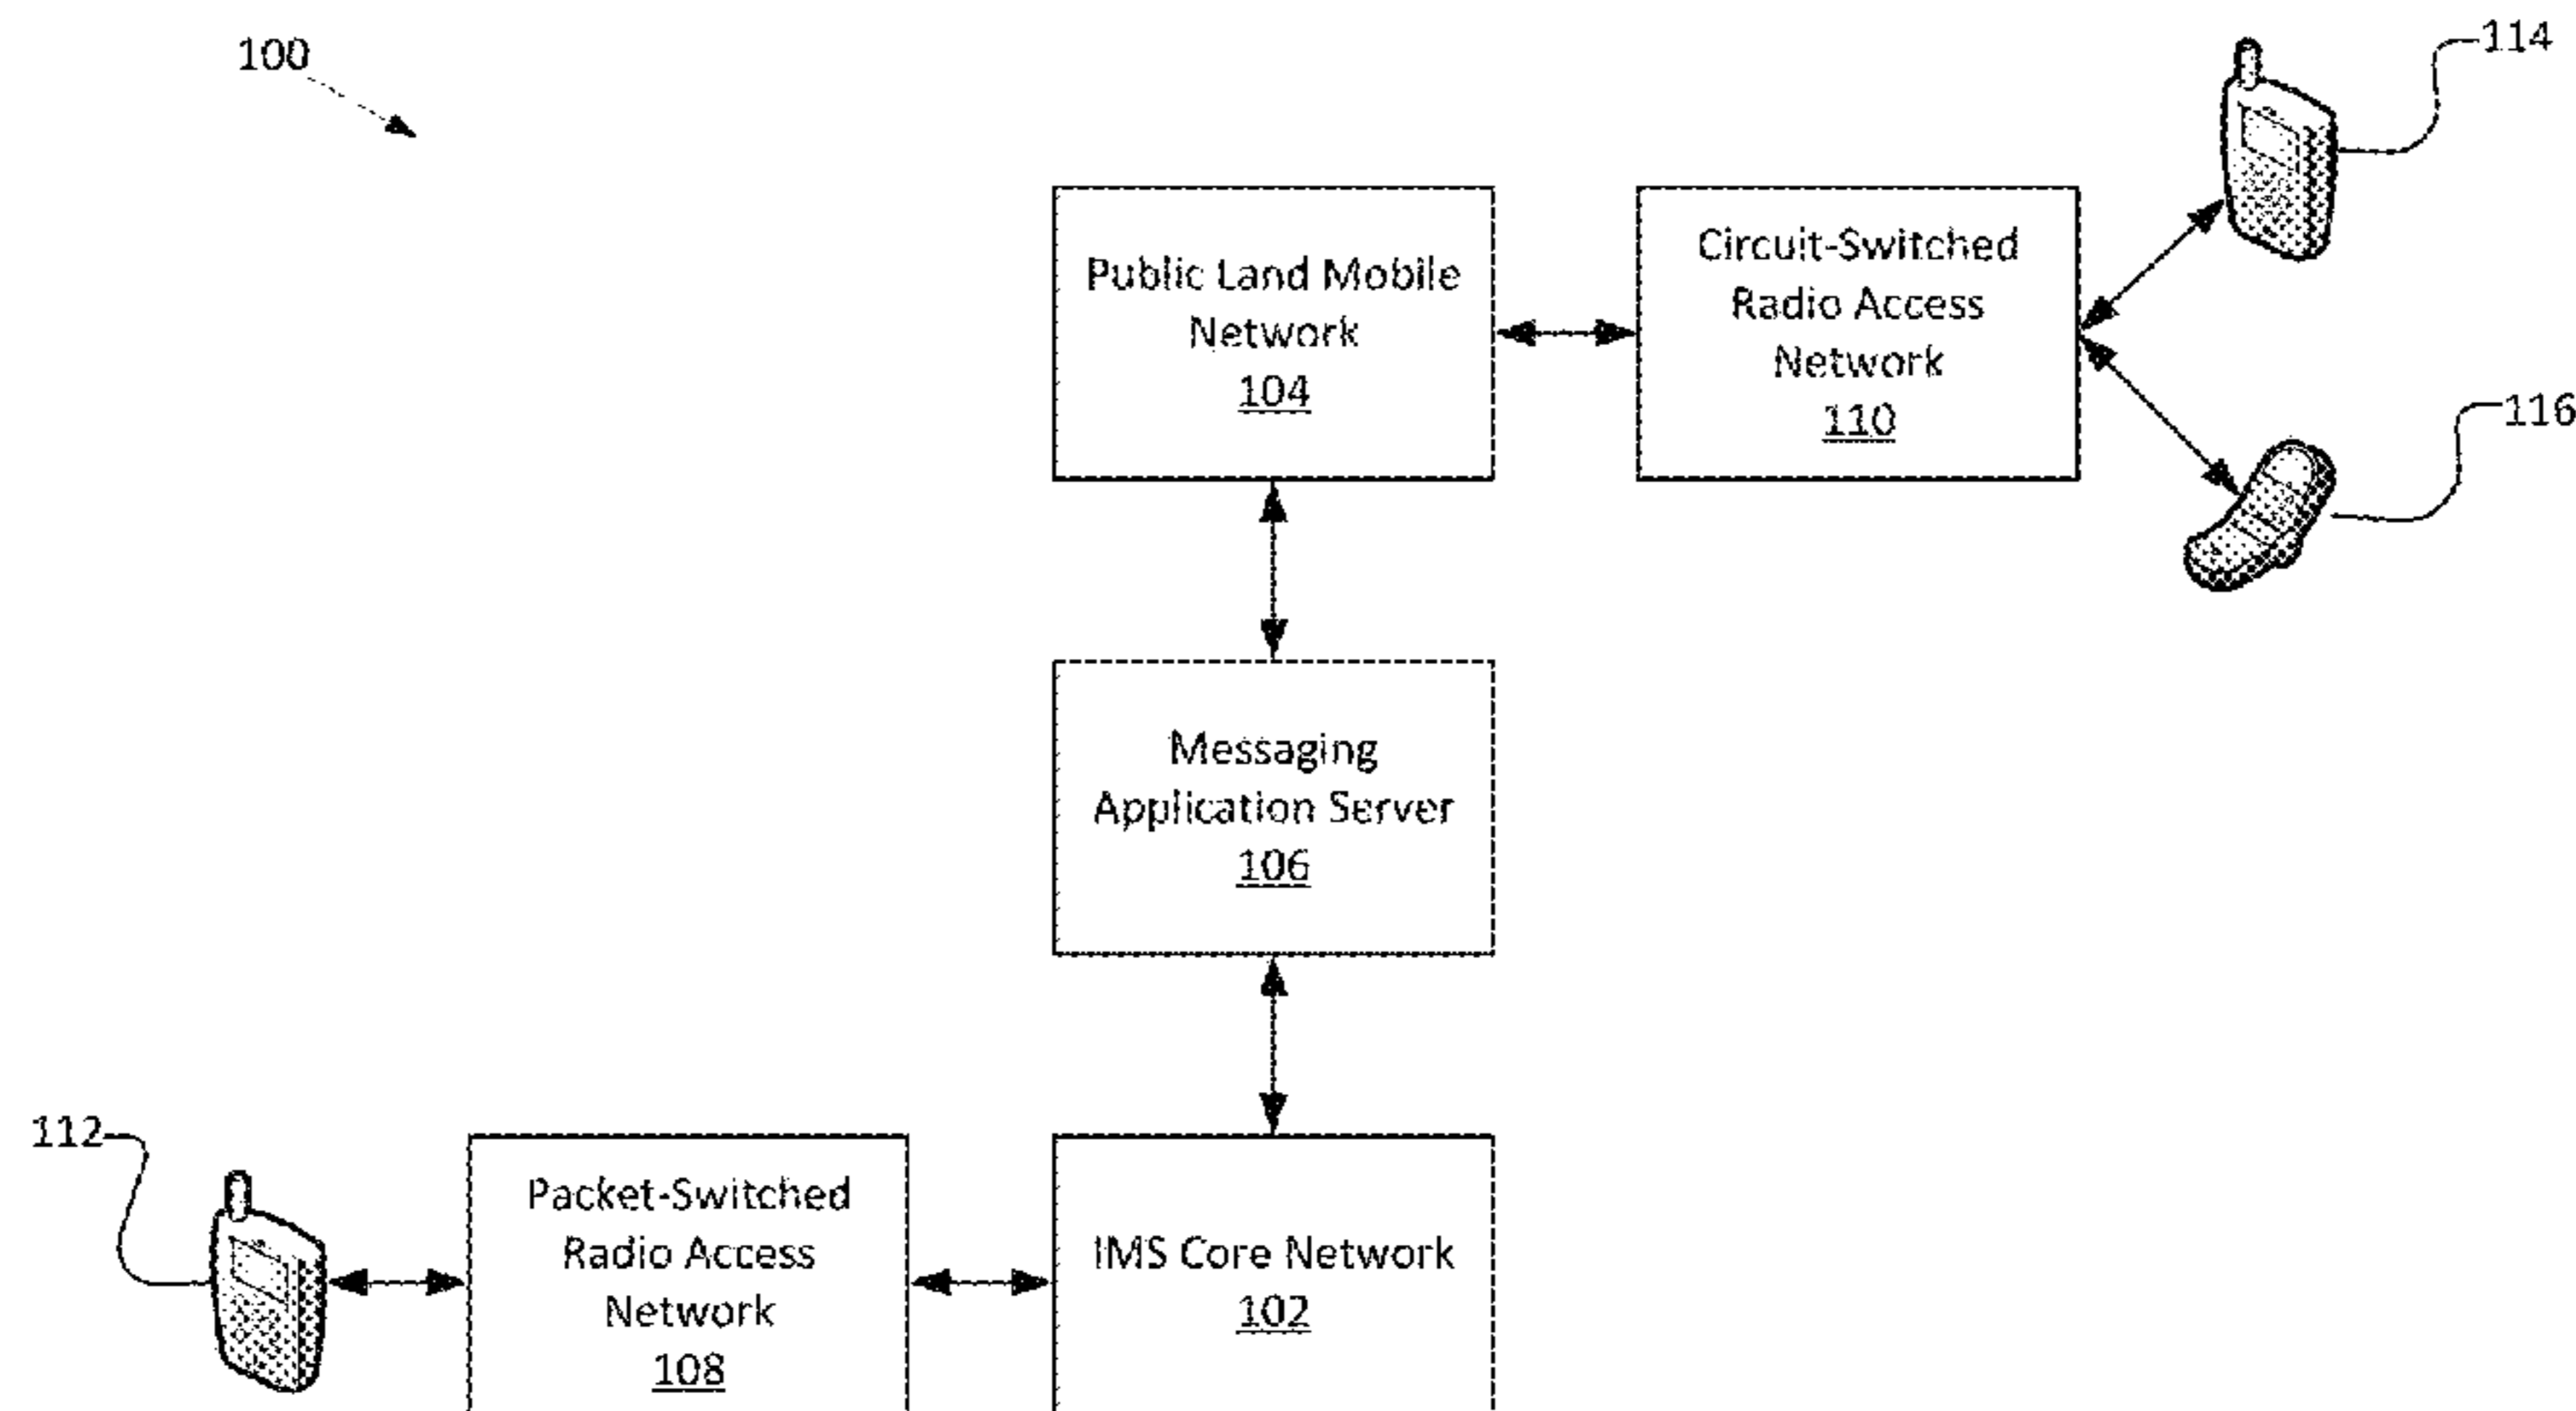 100
114
Public Land Mobile
Network
104
Circuit-Switched
Radio Access
Network
110
116
Messaging
Application Server
106
112
Packet-Switched
Radio Access
Network
108
IMS Core Network
102